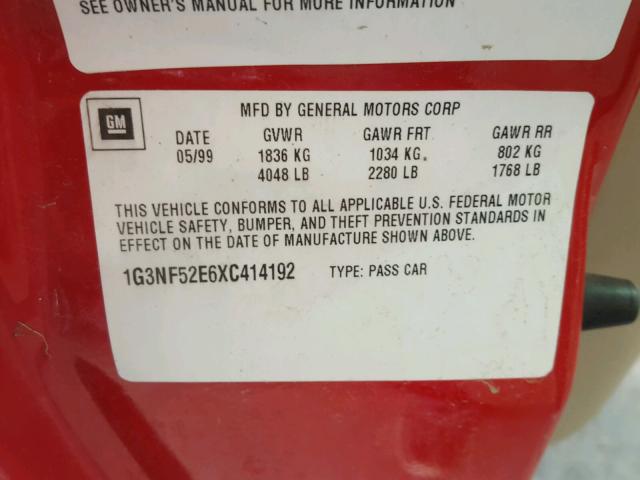 SEE OWNER'S MANUAL FOR MORE INFORMATION
GM
MFD BY GENERAL MOTORS CORP
DATE GVWR GAWR FRT GAWR RR
05/99 1836 KG 1034 KG 802 KG
4048 LB 2280 LB 1768 LB
THIS VEHICLE CONFORMS TO ALL APPLICABLE U.S. FEDERAL MOTOR
VEHICLE SAFETY, BUMPER, AND THEFT PREVENTION STANDARDS IN
EFFECT ON THE DATE OF MANUFACTURE SHOWN ABOVE.
1G3NF52E6XC414192 TYPE: PASS CAR